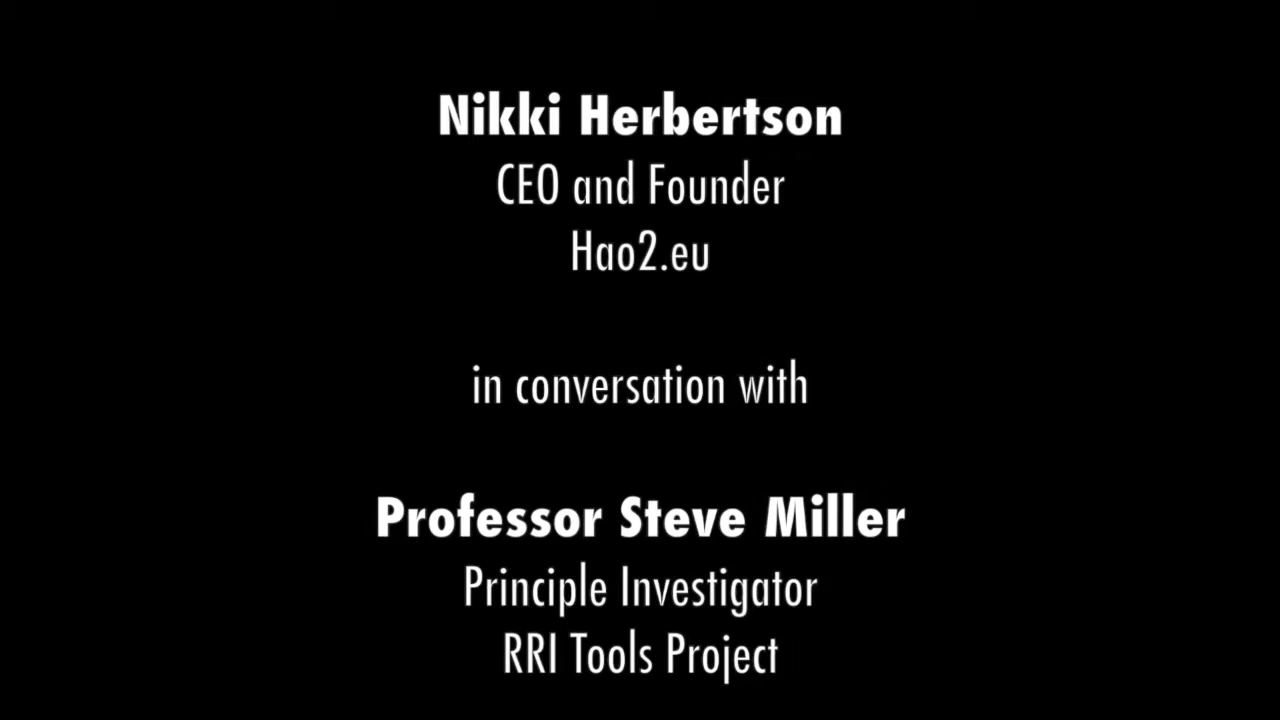 Nikki Herbertson
CEO and Founder
Hao2.eu
in conversation with
Professor Steve Miller
Principle Investigator
RRI Tools Project